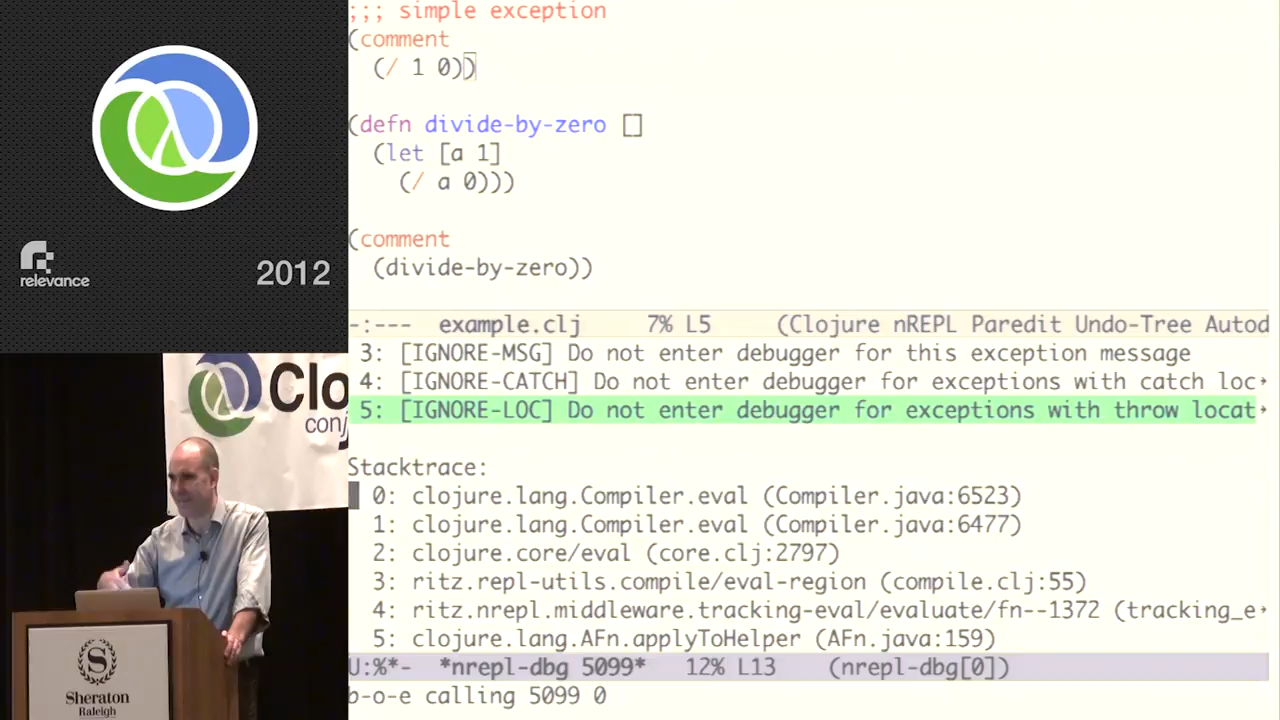 relevance
2012
Clo
conj
S
Sheraton
Raleigh
;;; simple exception
(comment
(/ 1 0))
(defn divide-by-zero []
(let [a 1]
(/ a 0)))
(comment
(divide-by-zero))
-:--- example.clj 7% L5 (Clojure nREPL Paredit Undo-Tree Autod
3: [IGNORE-MSG] Do not enter debugger for this exception message
4: [IGNORE-CATCH] Do not enter debugger for exceptions with catch loc
5: [IGNORE-LOC] Do not enter debugger for exceptions with throw locat
Stacktrace:
0: clojure.lang.Compiler.eval (Compiler.java:6523)
1: clojure.lang.Compiler.eval (Compiler.java:6477)
2: clojure.core/eval (core.clj:2797)
3: ritz.repl-utils.compile/eval-region (compile.clj:55)
4: ritz.nrepl.middleware.tracking-eval/evaluate/fn--1372 (tracking_e
5: clojure.lang.AFn.applyToHelper (AFn.java:159)
U:%*- *nrepl-dbg 5099* 12% L13 (nrepl-dbg[0])
b-o-e calling 5099 0